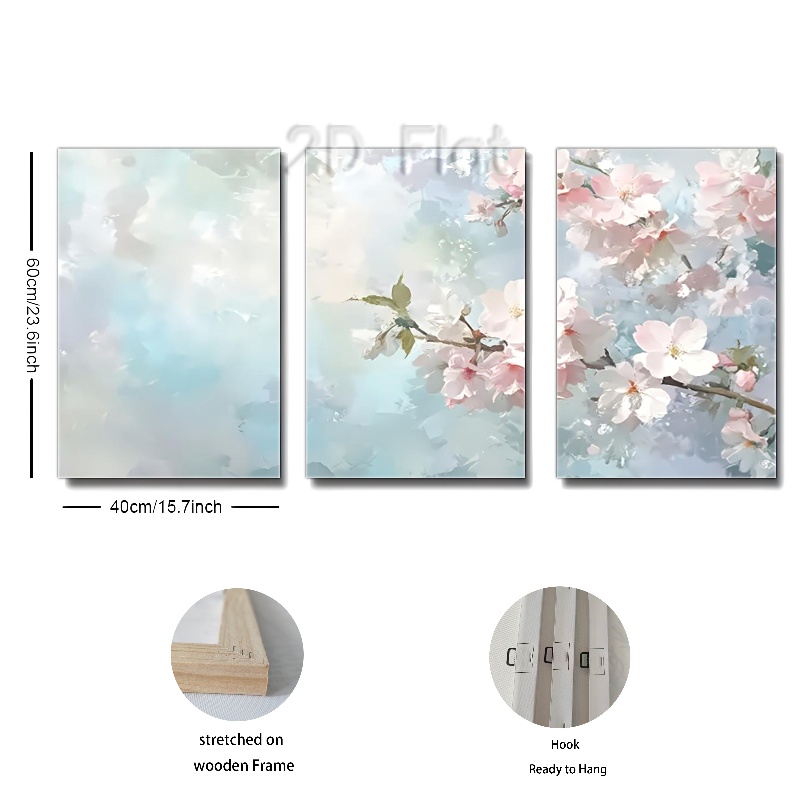 2D Flat
60cm/23.6inch
40cm/15.7inch
stretched on
wooden Frame
Hook
Ready to Hang